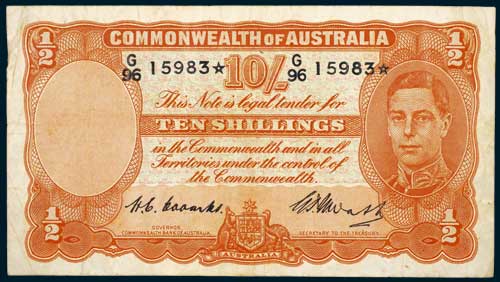 COMMONWEALTH OF AUSTRALIA
1/2 1/2
G/96 15983☆ 10/- G/96 15983☆
This Note is legal tender for
TEN SHILLINGS
in the Commonwealth and in all
Territories under the control of
the Commonwealth.
GOVERNOR SECRETARY TO THE TREASURY
COMMONWEALTH BANK OF AUSTRALIA
1/2 1/2
AUSTRALIA